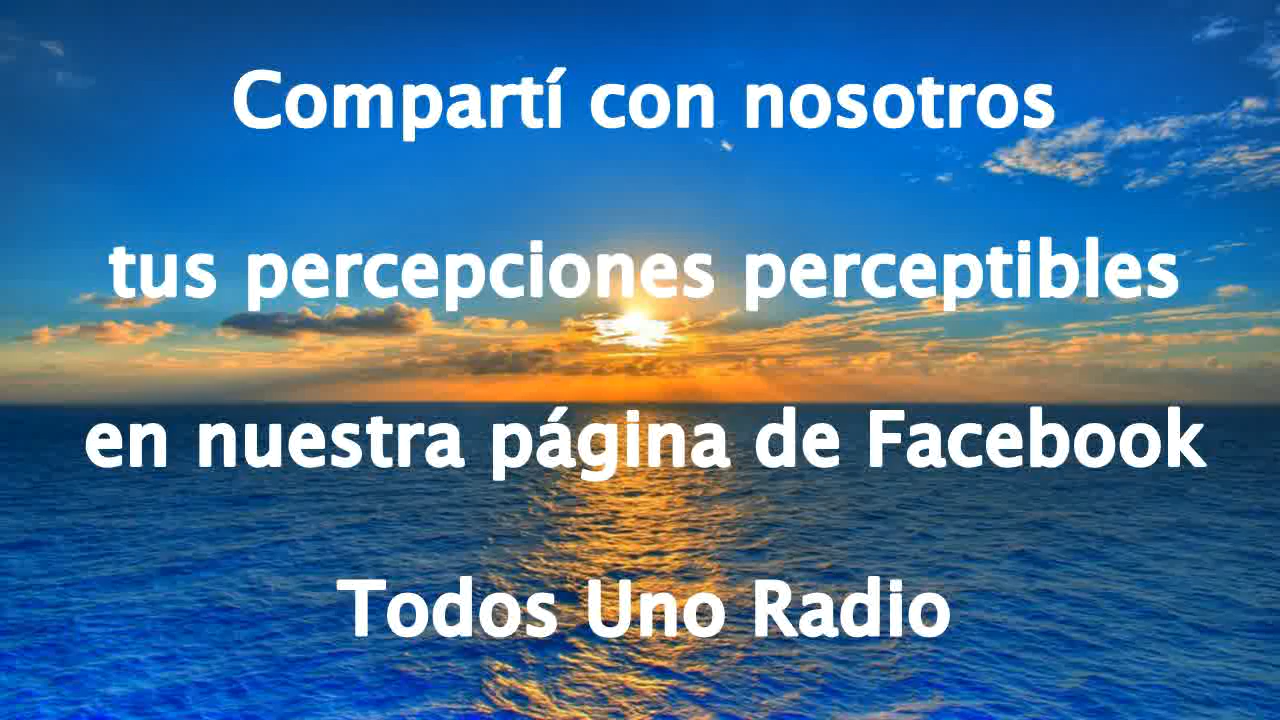 Compartí con nosotros
tus percepciones perceptibles
en nuestra página de Facebook
Todos Uno Radio